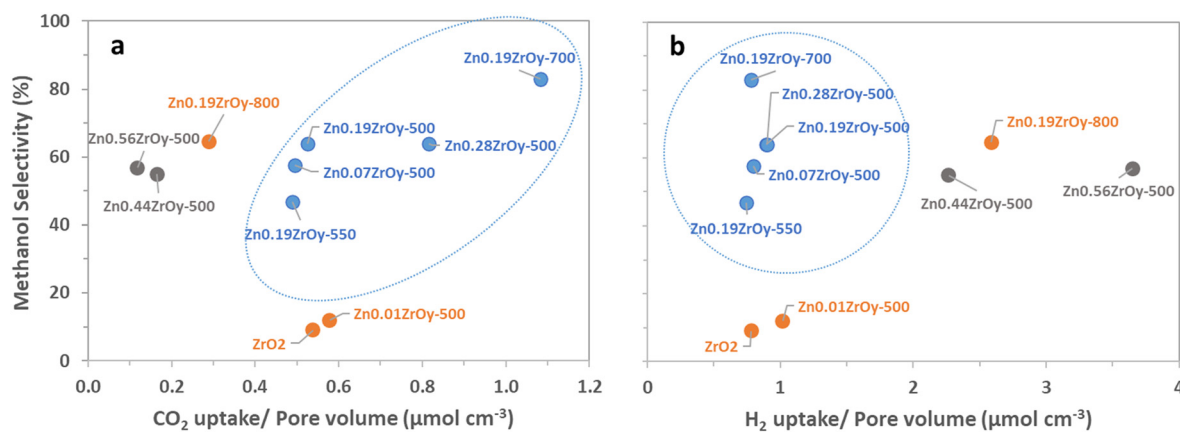 a
Methanol Selectivity (%)
100
80
60
40
20
0
Zn0.19ZrOy-700
Zn0.19ZrOy-800
Zn0.56ZrOy-500
Zn0.19ZrOy-500
Zn0.28ZrOy-500
Zn0.07ZrOy-500
Zn0.44ZrOy-500
Zn0.19ZrOy-550
Zn0.01ZrOy-500
ZrO2
0.0 0.2 0.4 0.6 0.8 1.0 1.2
CO₂ uptake/ Pore volume (µmol cm⁻³)
b
Zn0.19ZrOy-700
Zn0.28ZrOy-500
Zn0.19ZrOy-500
Zn0.19ZrOy-800
Zn0.07ZrOy-500
Zn0.56ZrOy-500
Zn0.44ZrOy-500
Zn0.19ZrOy-550
Zn0.01ZrOy-500
ZrO2
0 1 2 3 4
H₂ uptake/ Pore volume (µmol cm⁻³)